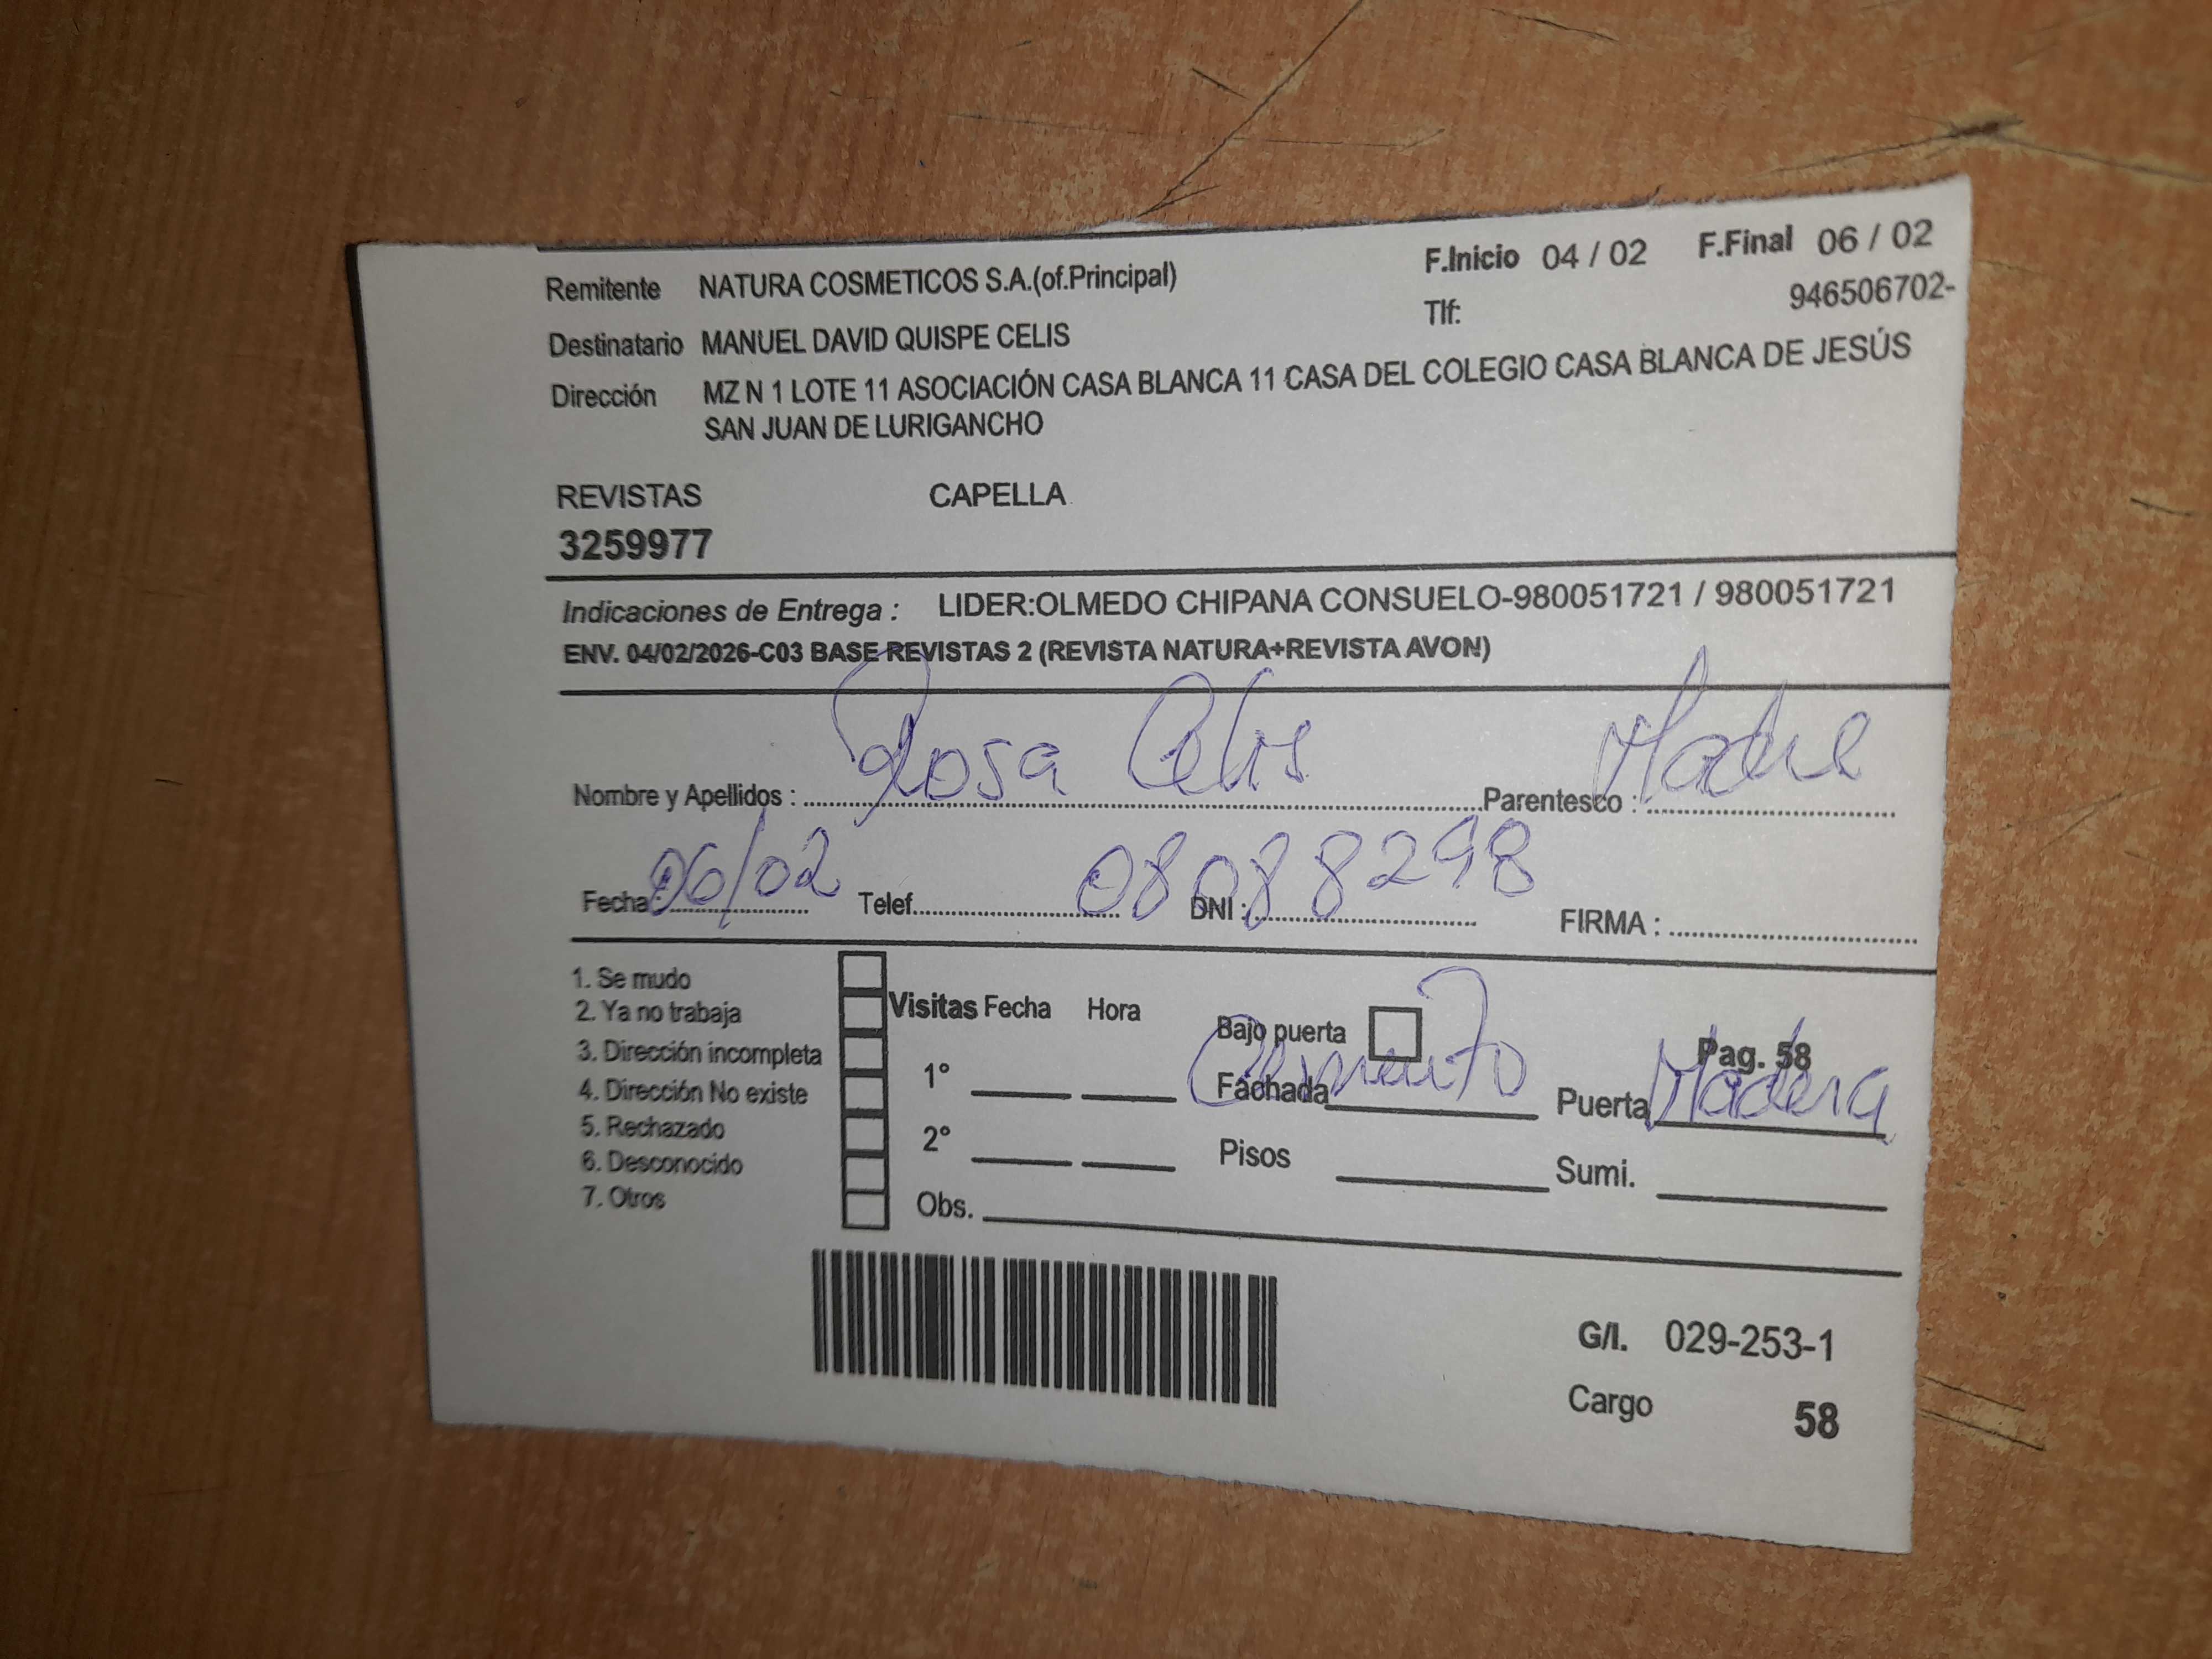 Remitente NATURA COSMETICOS S.A.(of.Principal) F.Inicio 04 / 02 F.Final 06 / 02
Tlf: 946506702-
Destinatario MANUEL DAVID QUISPE CELIS
Dirección MZ N 1 LOTE 11 ASOCIACIÓN CASA BLANCA 11 CASA DEL COLEGIO CASA BLANCA DE JESÚS
SAN JUAN DE LURIGANCHO
REVISTAS CAPELLA
3259977
Indicaciones de Entrega : LIDER:OLMEDO CHIPANA CONSUELO-980051721 / 980051721
ENV. 04/02/2026-C03 BASE REVISTAS 2 (REVISTA NATURA+REVISTA AVON)
Nombre y Apellidos : Rosa Celis Parentesco : Madre
Fecha : 06/02 Telef. DNI : 08088298 FIRMA :
1. Se mudo
2. Ya no trabaja
3. Dirección incompleta
4. Dirección No existe
5. Rechazado
6. Desconocido
7. Otros
Visitas Fecha Hora
1°
2°
Obs.
Bajo puerta Pag. 58
Fachada Cemento Puerta Madera
Pisos Sumi.
G/I. 029-253-1
Cargo 58